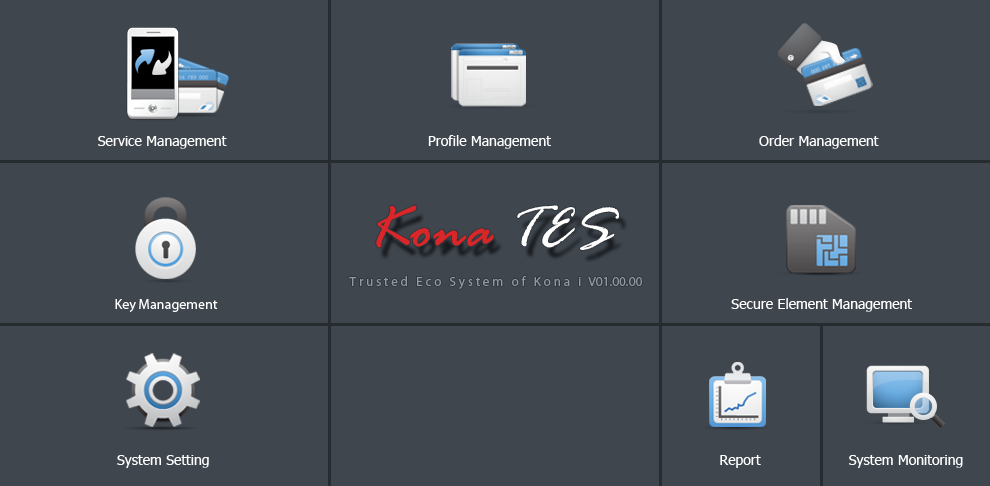 Service Management
Profile Management
Order Management
Key Management
Kona TES
Trusted Eco System of Kona i V01.00.00
Secure Element Management
System Setting
Report
System Monitoring